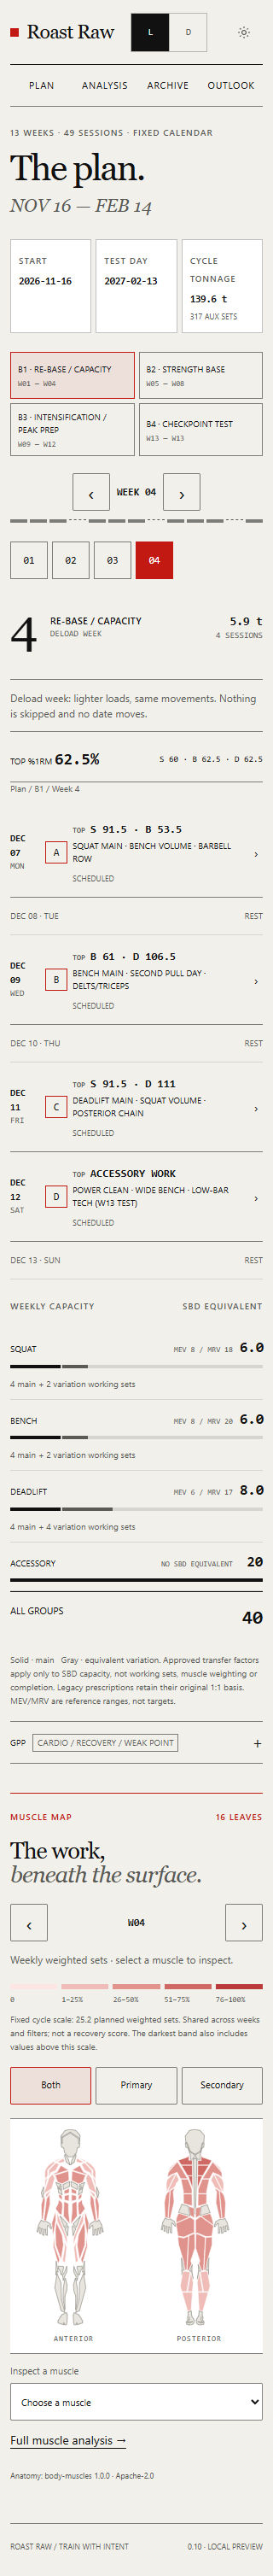 Roast Raw L D
PLAN ANALYSIS ARCHIVE OUTLOOK
13 WEEKS · 49 SESSIONS · FIXED CALENDAR
The plan.
NOV 16 — FEB 14
START
2026-11-16
TEST DAY
2027-02-13
CYCLE
TONNAGE
139.6 t
317 AUX SETS
B1 · RE-BASE / CAPACITY
W01 — W04
B2 · STRENGTH BASE
W05 — W08
B3 · INTENSIFICATION /
PEAK PREP
W09 — W12
B4 · CHECKPOINT TEST
W13 — W13
‹ WEEK 04 ›
01 02 03 04
4 RE-BASE / CAPACITY 5.9 t
DELOAD WEEK 4 SESSIONS
Deload week: lighter loads, same movements. Nothing
is skipped and no date moves.
TOP %1RM 62.5% S 60 · B 62.5 · D 62.5
Plan / B1 / Week 4
DEC
07
MON
A
TOP S 91.5 · B 53.5
SQUAT MAIN · BENCH VOLUME · BARBELL
ROW
SCHEDULED
›
DEC 08 · TUE REST
DEC
09
WED
B
TOP B 61 · D 106.5
BENCH MAIN · SECOND PULL DAY ·
DELTS/TRICEPS
SCHEDULED
›
DEC 10 · THU REST
DEC
11
FRI
C
TOP S 91.5 · D 111
DEADLIFT MAIN · SQUAT VOLUME ·
POSTERIOR CHAIN
SCHEDULED
›
DEC
12
SAT
D
TOP ACCESSORY WORK
POWER CLEAN · WIDE BENCH · LOW-BAR
TECH (W13 TEST)
SCHEDULED
›
DEC 13 · SUN REST
WEEKLY CAPACITY SBD EQUIVALENT
SQUAT MEV 8 / MRV 18 6.0
4 main + 2 variation working sets
BENCH MEV 8 / MRV 20 6.0
4 main + 2 variation working sets
DEADLIFT MEV 6 / MRV 17 8.0
4 main + 4 variation working sets
ACCESSORY NO SBD EQUIVALENT 20
ALL GROUPS 40
Solid · main Gray · equivalent variation. Approved transfer factors
apply only to SBD capacity, not working sets, muscle weighting or
completion. Legacy prescriptions retain their original 1:1 basis.
MEV/MRV are reference ranges, not targets.
GPP CARDIO / RECOVERY / WEAK POINT +
MUSCLE MAP 16 LEAVES
The work,
beneath the surface.
‹ W04 ›
Weekly weighted sets · select a muscle to inspect.
0 1–25% 26–50% 51–75% 76–100%
Fixed cycle scale: 25.2 planned weighted sets. Shared across weeks
and filters; not a recovery score. The darkest band also includes
values above this scale.
Both Primary Secondary
ANTERIOR POSTERIOR
Inspect a muscle
Choose a muscle
Full muscle analysis →
Anatomy: body-muscles 1.0.0 · Apache-2.0
ROAST RAW / TRAIN WITH INTENT 0.10 · LOCAL PREVIEW